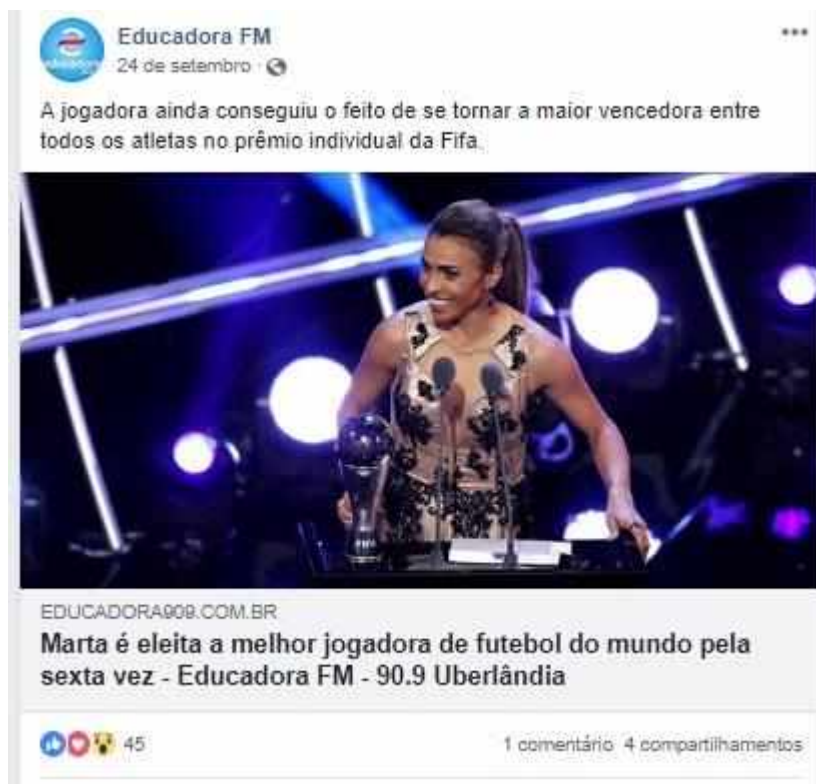 Educadora FM
24 de setembro
A jogadora ainda conseguiu o feito de se tornar a maior vencedora entre
todos os atletas no prêmio individual da Fifa.
EDUCADORA909.COM.BR
Marta é eleita a melhor jogadora de futebol do mundo pela
sexta vez - Educadora FM - 90.9 Uberlândia
45
1 comentário 4 compartilhamentos